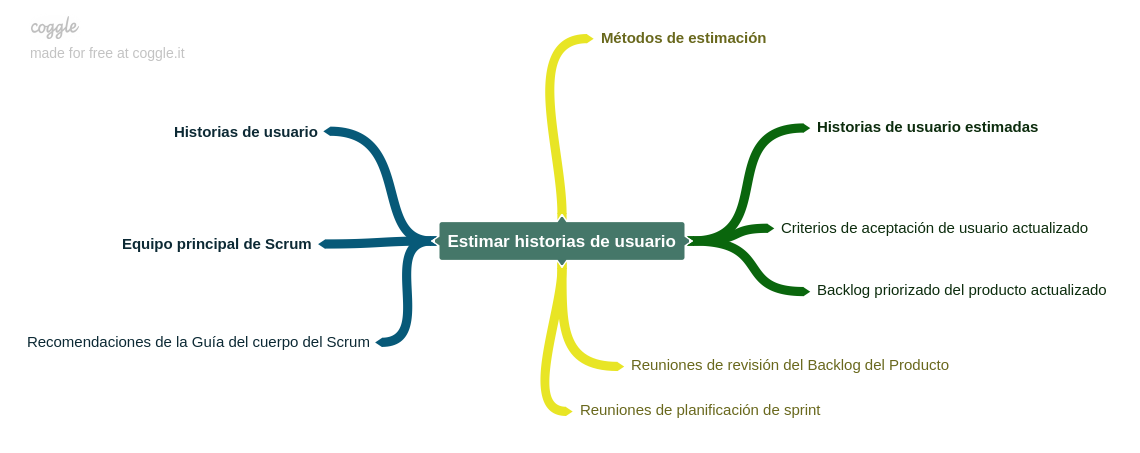 coggle
made for free at coggle.it
Métodos de estimación
Historias de usuario
Historias de usuario estimadas
Criterios de aceptación de usuario actualizado
Equipo principal de Scrum
Estimar historias de usuario
Backlog priorizado del producto actualizado
Recomendaciones de la Guía del cuerpo del Scrum
Reuniones de revisión del Backlog del Producto
Reuniones de planificación de sprint